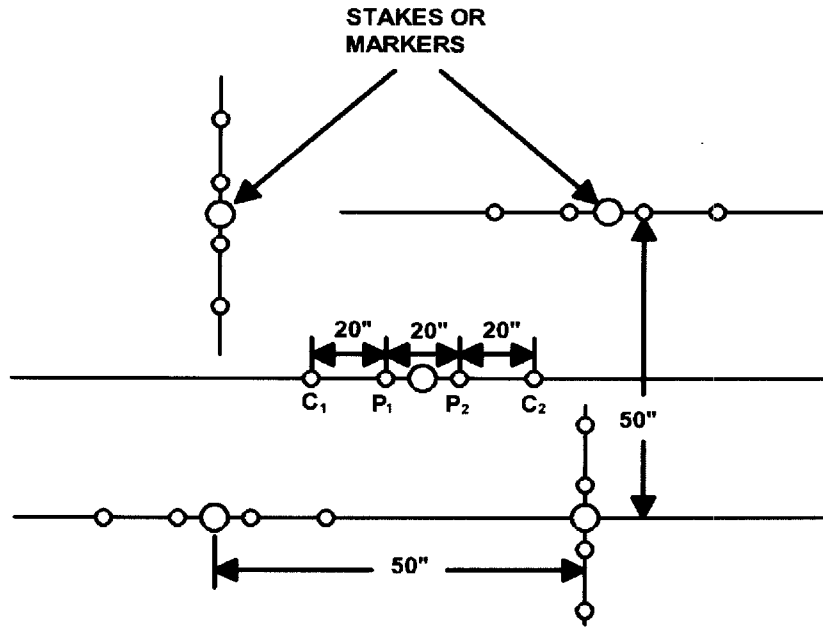 STAKES OR
MARKERS
20" 20" 20"
C₁ P₁ P₂ C₂
50"
50"